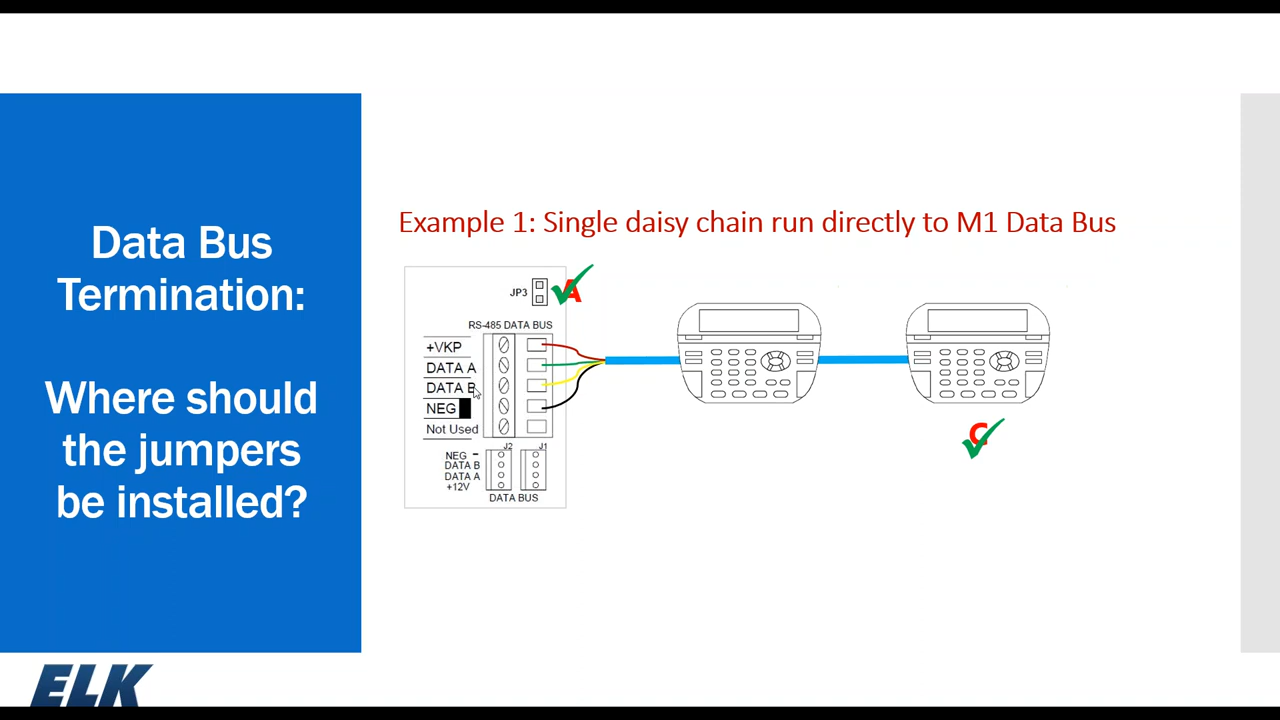 Data Bus
Termination:
Where should
the jumpers
be installed?
Example 1: Single daisy chain run directly to M1 Data Bus
JP3
A
RS-485 DATA BUS
+VKP
DATA A
DATA B
NEG
Not Used
J2 J1
NEG -
DATA B
DATA A
+12V
DATA BUS
C
ELK